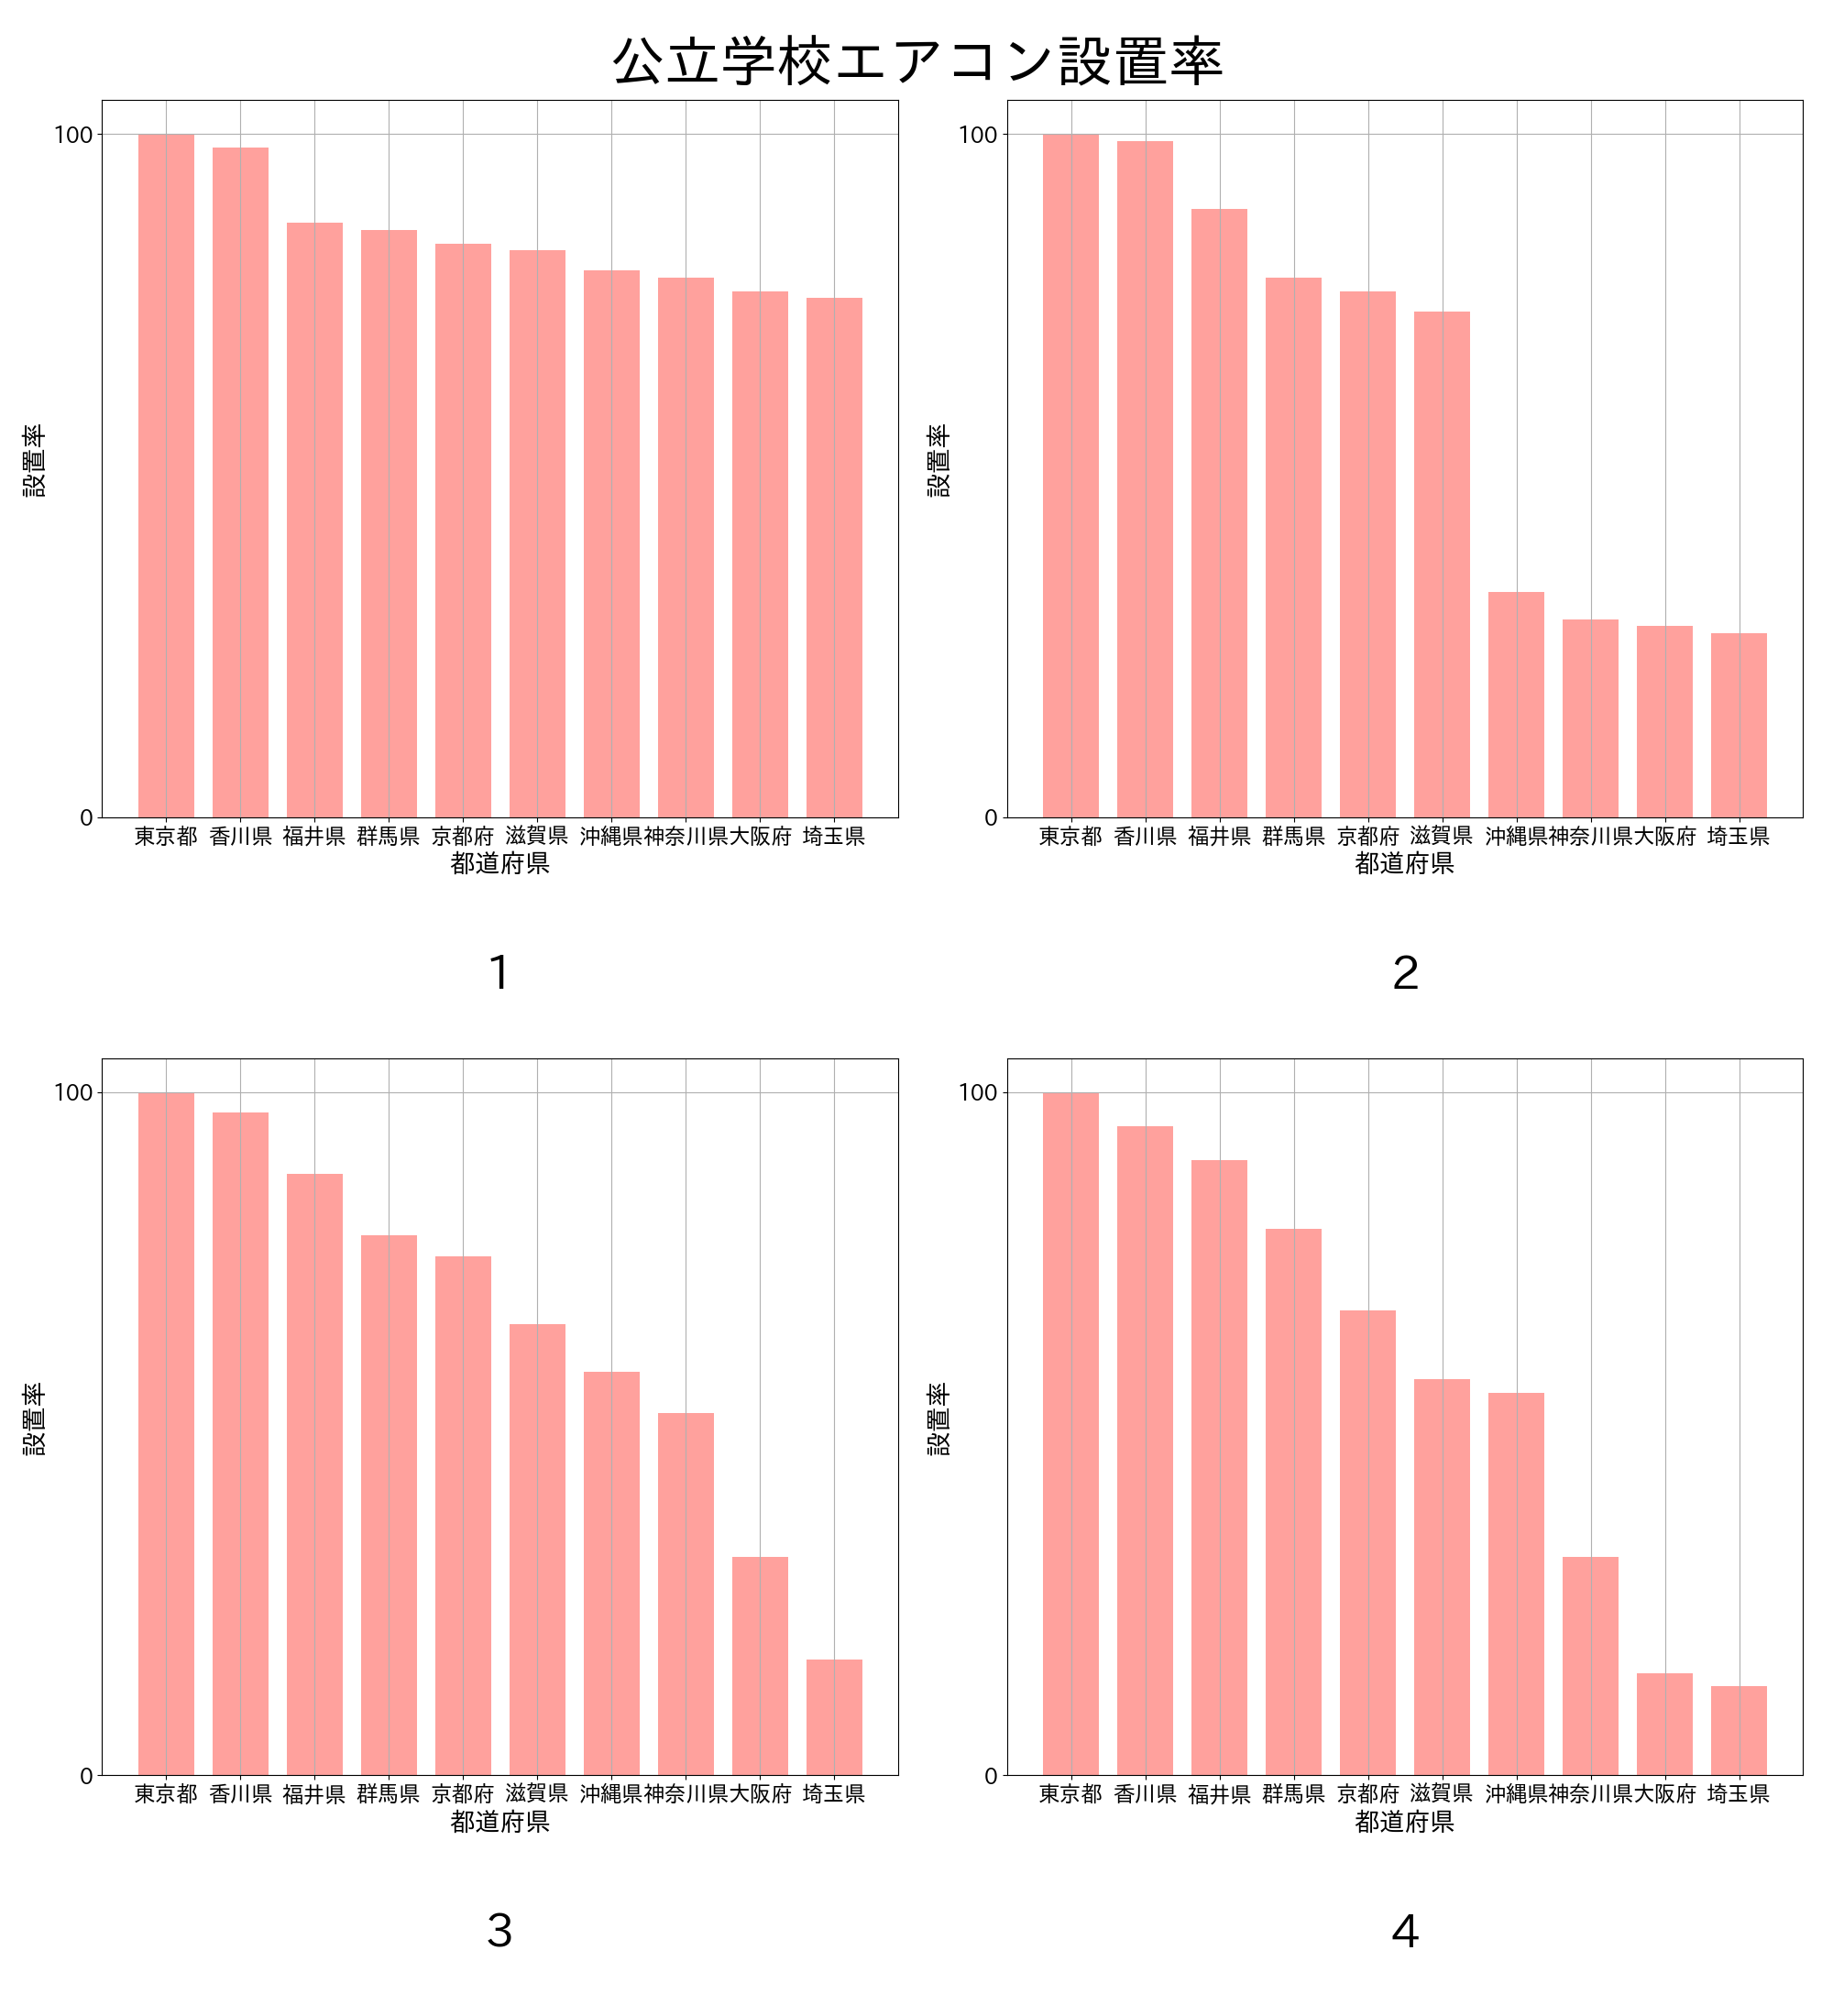 公立学校エアコン設置率
100
0
設置率
東京都 香川県 福井県 群馬県 京都府 滋賀県 沖縄県 神奈川県 大阪府 埼玉県
都道府県
1
100
0
設置率
東京都 香川県 福井県 群馬県 京都府 滋賀県 沖縄県 神奈川県 大阪府 埼玉県
都道府県
2
100
0
設置率
東京都 香川県 福井県 群馬県 京都府 滋賀県 沖縄県 神奈川県 大阪府 埼玉県
都道府県
3
100
0
設置率
東京都 香川県 福井県 群馬県 京都府 滋賀県 沖縄県 神奈川県 大阪府 埼玉県
都道府県
4